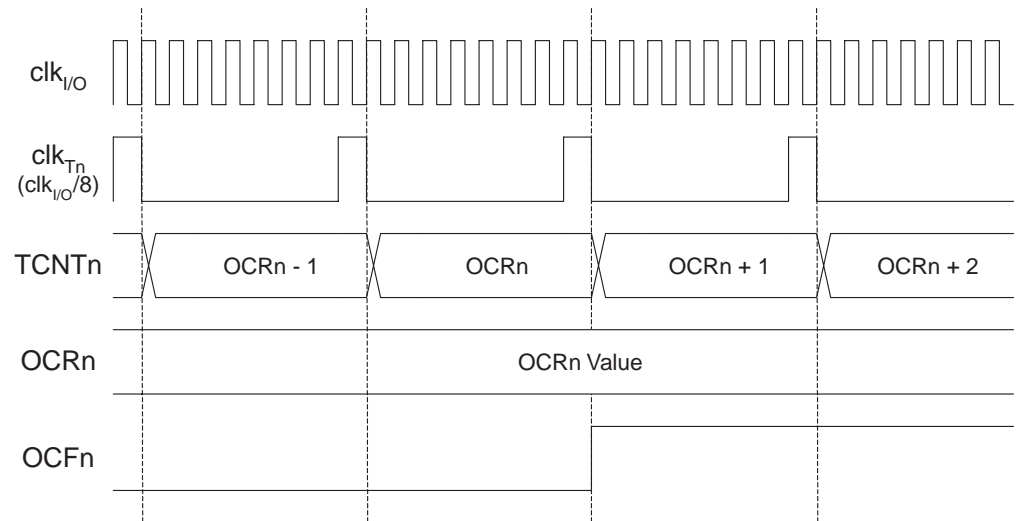 clkI/O
clkTn
(clkI/O/8)
TCNTn
OCRn - 1
OCRn
OCRn + 1
OCRn + 2
OCRn
OCRn Value
OCFn